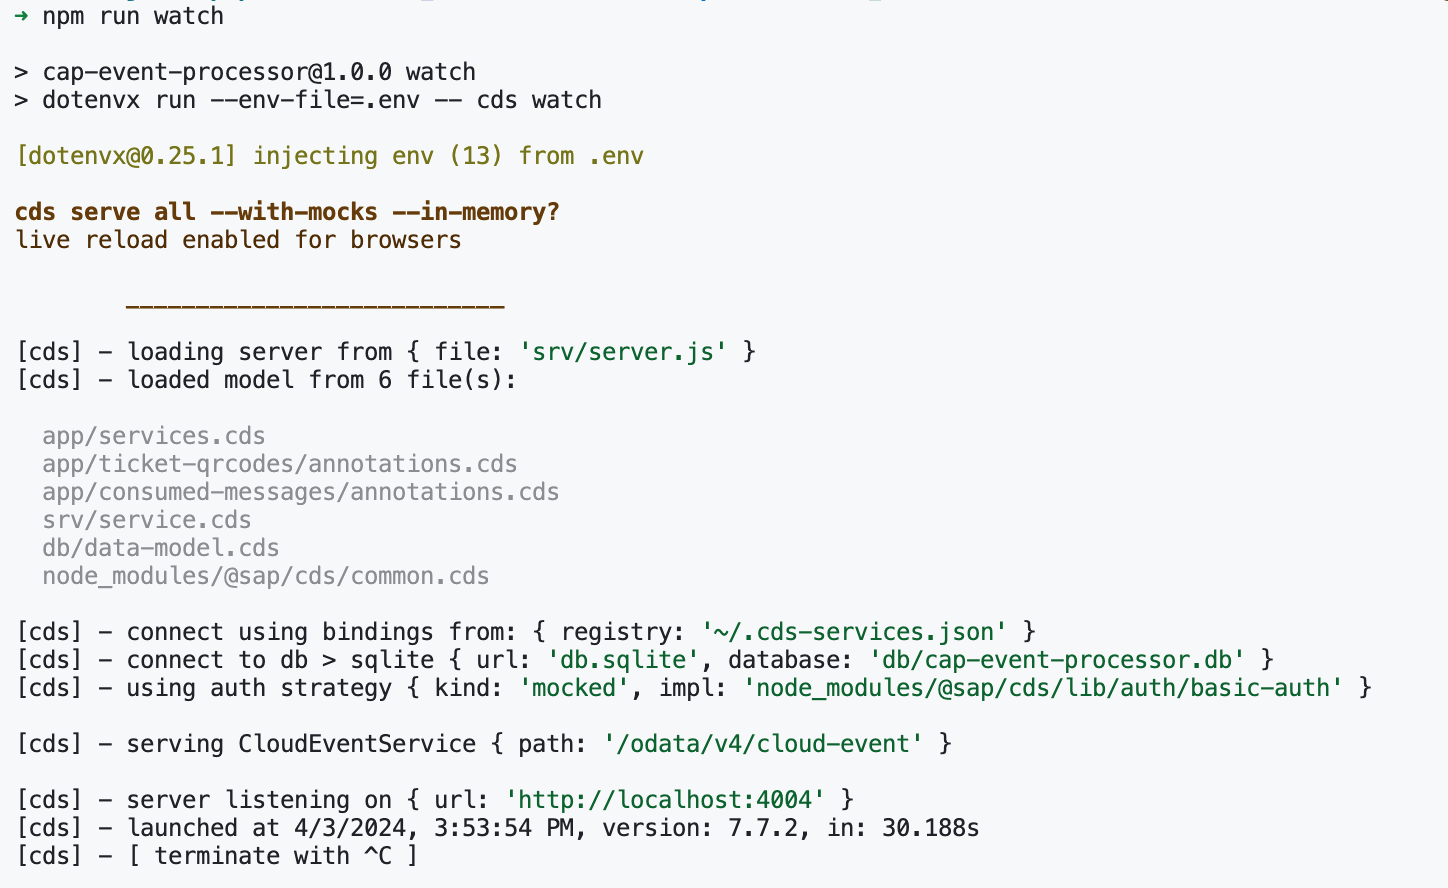 ➜ npm run watch
> cap-event-processor@1.0.0 watch
> dotenvx run --env-file=.env -- cds watch
[dotenvx@0.25.1] injecting env (13) from .env
cds serve all --with-mocks --in-memory?
live reload enabled for browsers
___________________________
[cds] - loading server from { file: 'srv/server.js' }
[cds] - loaded model from 6 file(s):
app/services.cds
app/ticket-qrcodes/annotations.cds
app/consumed-messages/annotations.cds
srv/service.cds
db/data-model.cds
node_modules/@sap/cds/common.cds
[cds] - connect using bindings from: { registry: '~/.cds-services.json' }
[cds] - connect to db > sqlite { url: 'db.sqlite', database: 'db/cap-event-processor.db' }
[cds] - using auth strategy { kind: 'mocked', impl: 'node_modules/@sap/cds/lib/auth/basic-auth' }
[cds] - serving CloudEventService { path: '/odata/v4/cloud-event' }
[cds] - server listening on { url: 'http://localhost:4004' }
[cds] - launched at 4/3/2024, 3:53:54 PM, version: 7.7.2, in: 30.188s
[cds] - [ terminate with ^C ]